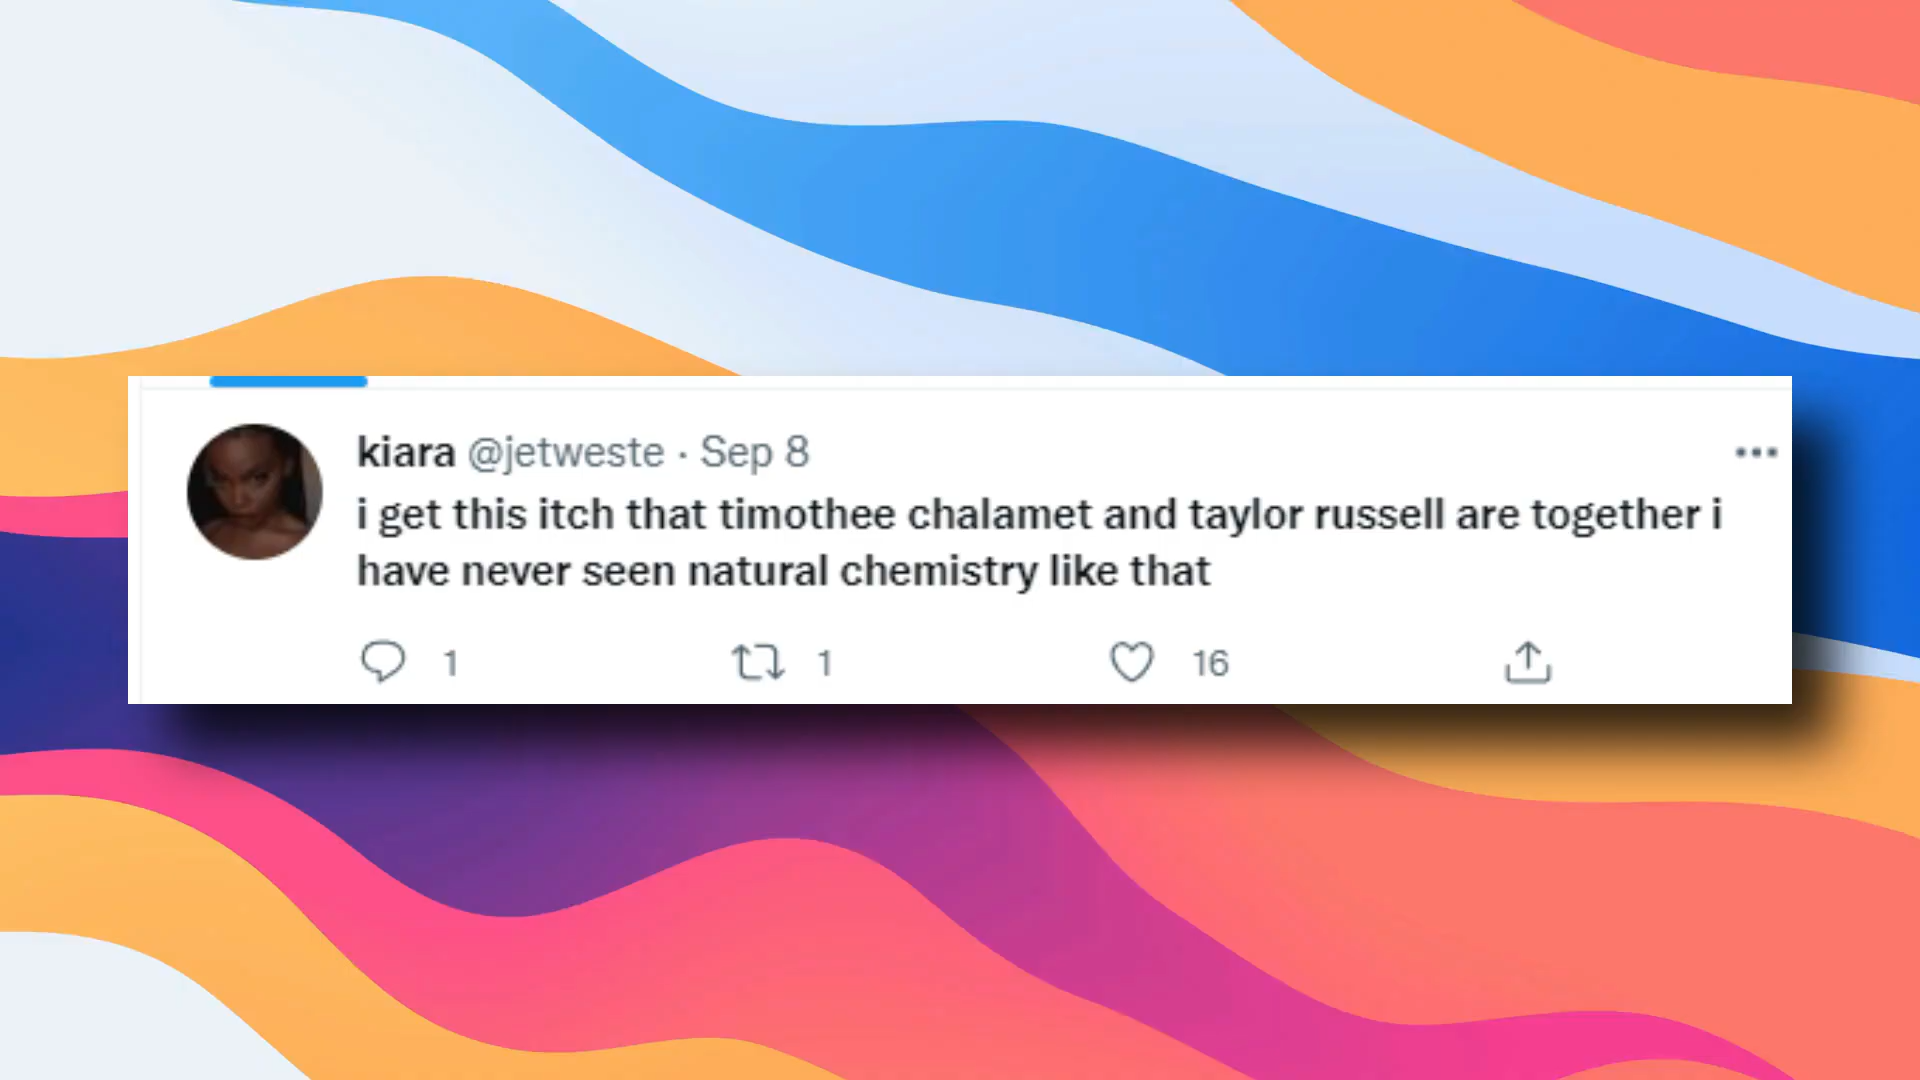 kiara @jetweste · Sep 8
i get this itch that timothee chalamet and taylor russell are together i
have never seen natural chemistry like that
1 1 16